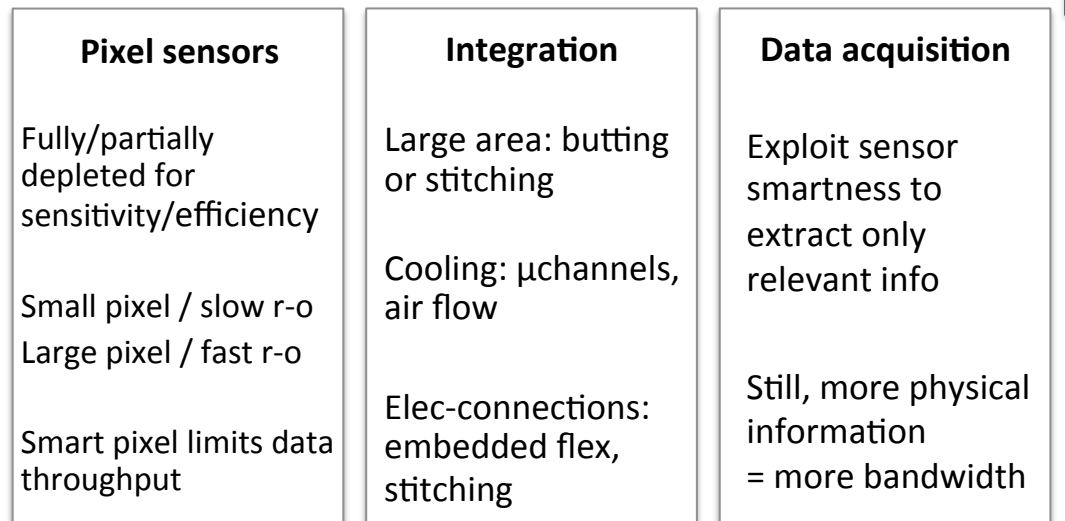 Pixel sensors
Fully/partially
depleted for
sensitivity/efficiency
Small pixel / slow r-o
Large pixel / fast r-o
Smart pixel limits data
throughput
Integration
Large area: butting
or stitching
Cooling: μchannels,
air flow
Elec-connections:
embedded flex,
stitching
Data acquisition
Exploit sensor
smartness to
extract only
relevant info
Still, more physical
information
= more bandwidth